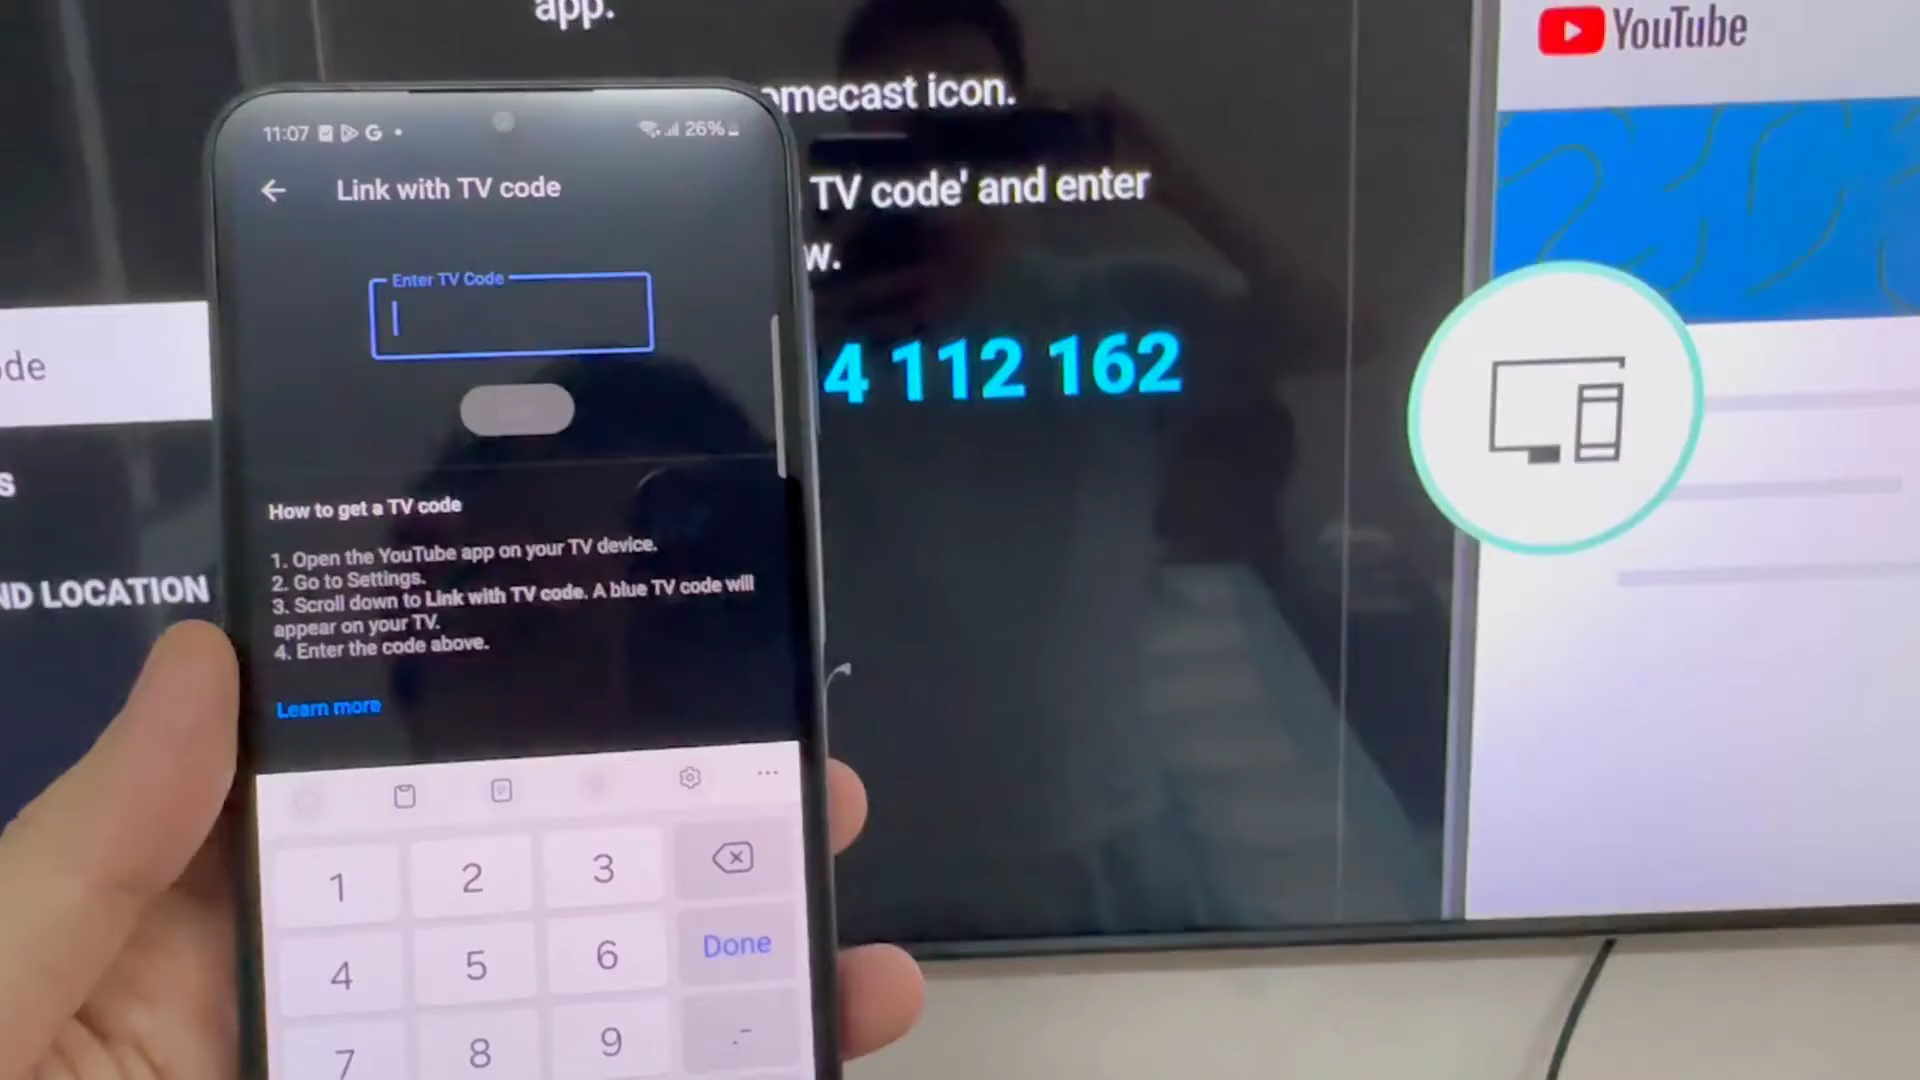 app.
omecast icon.
TV code' and enter
w.
4 112 162
YouTube
de
S
ND LOCATION
11:07
26%
Link with TV code
Enter TV Code
How to get a TV code
1. Open the YouTube app on your TV device.
2. Go to Settings.
3. Scroll down to Link with TV code. A blue TV code will
appear on your TV.
4. Enter the code above.
Learn more
1 2 3
4 5 6 Done
7 8 9 .-